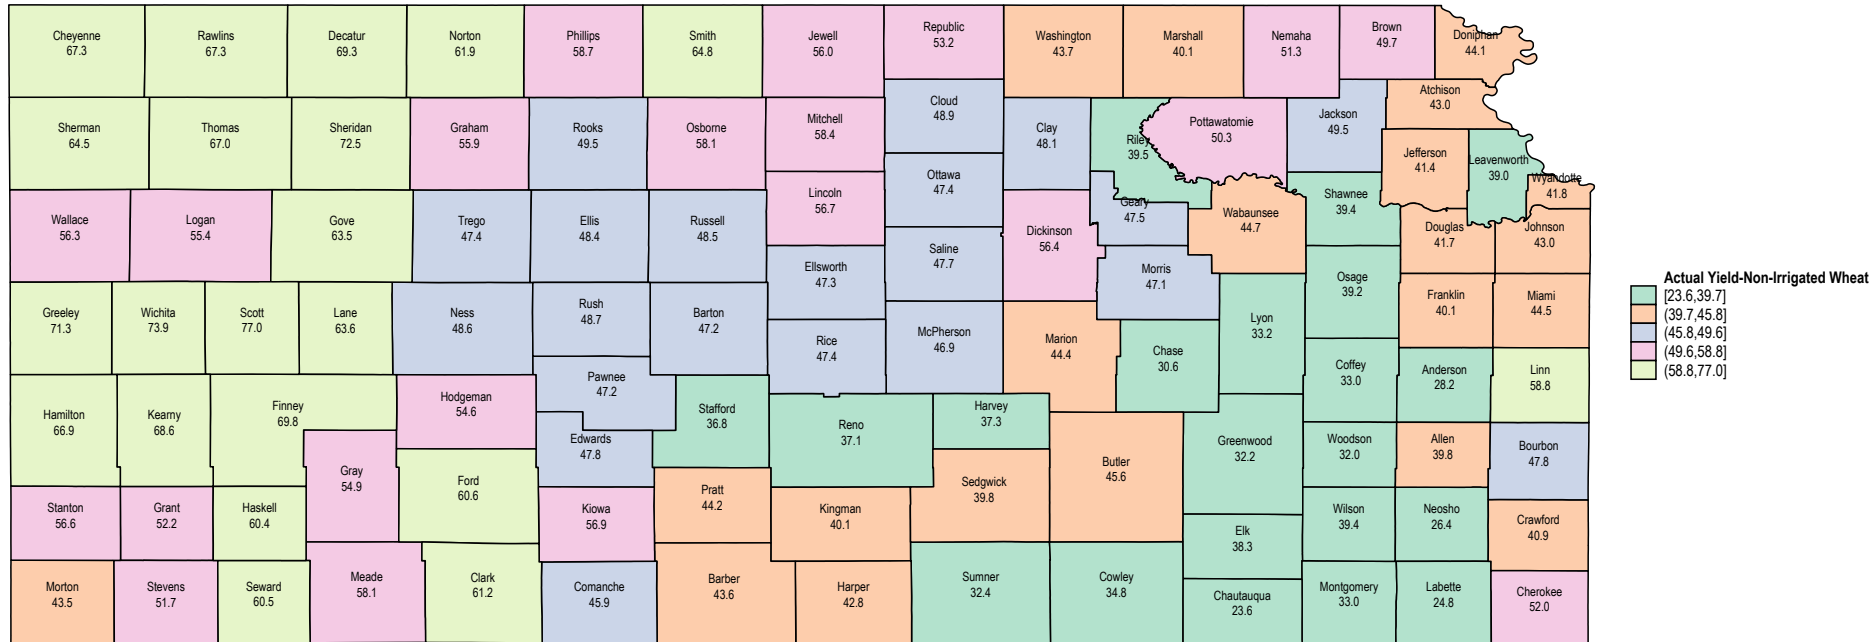 Cheyenne
67.3
Rawlins
67.3
Decatur
69.3
Norton
61.9
Phillips
58.7
Smith
64.8
Jewell
56.0
Republic
53.2
Washington
43.7
Marshall
40.1
Nemaha
51.3
Brown
49.7
Doniphan
44.1
Sherman
64.5
Thomas
67.0
Sheridan
72.5
Graham
55.9
Rooks
49.5
Osborne
58.1
Mitchell
58.4
Cloud
48.9
Clay
48.1
Riley
39.5
Pottawatomie
50.3
Jackson
49.5
Atchison
43.0
Jefferson
41.4
Leavenworth
39.0
Wyandotte
41.8
Wallace
56.3
Logan
55.4
Gove
63.5
Trego
47.4
Ellis
48.4
Russell
48.5
Lincoln
56.7
Ottawa
47.4
Saline
47.7
Dickinson
56.4
Geary
47.5
Wabaunsee
44.7
Shawnee
39.4
Douglas
41.7
Johnson
43.0
Ellsworth
47.3
Morris
47.1
Osage
39.2
Franklin
40.1
Miami
44.5
Greeley
71.3
Wichita
73.9
Scott
77.0
Lane
63.6
Ness
48.6
Rush
48.7
Barton
47.2
Rice
47.4
McPherson
46.9
Marion
44.4
Chase
30.6
Lyon
33.2
Coffey
33.0
Anderson
28.2
Linn
58.8
Hamilton
66.9
Kearny
68.6
Finney
69.8
Hodgeman
54.6
Pawnee
47.2
Stafford
36.8
Reno
37.1
Harvey
37.3
Edwards
47.8
Gray
54.9
Ford
60.6
Pratt
44.2
Sedgwick
39.8
Butler
45.6
Greenwood
32.2
Woodson
32.0
Allen
39.8
Bourbon
47.8
Stanton
56.6
Grant
52.2
Haskell
60.4
Kiowa
56.9
Kingman
40.1
Elk
38.3
Wilson
39.4
Neosho
26.4
Crawford
40.9
Morton
43.5
Stevens
51.7
Seward
60.5
Meade
58.1
Clark
61.2
Comanche
45.9
Barber
43.6
Harper
42.8
Sumner
32.4
Cowley
34.8
Chautauqua
23.6
Montgomery
33.0
Labette
24.8
Cherokee
52.0
Actual Yield-Non-Irrigated Wheat
[23.6,39.7]
(39.7,45.8]
(45.8,49.6]
(49.6,58.8]
(58.8,77.0]